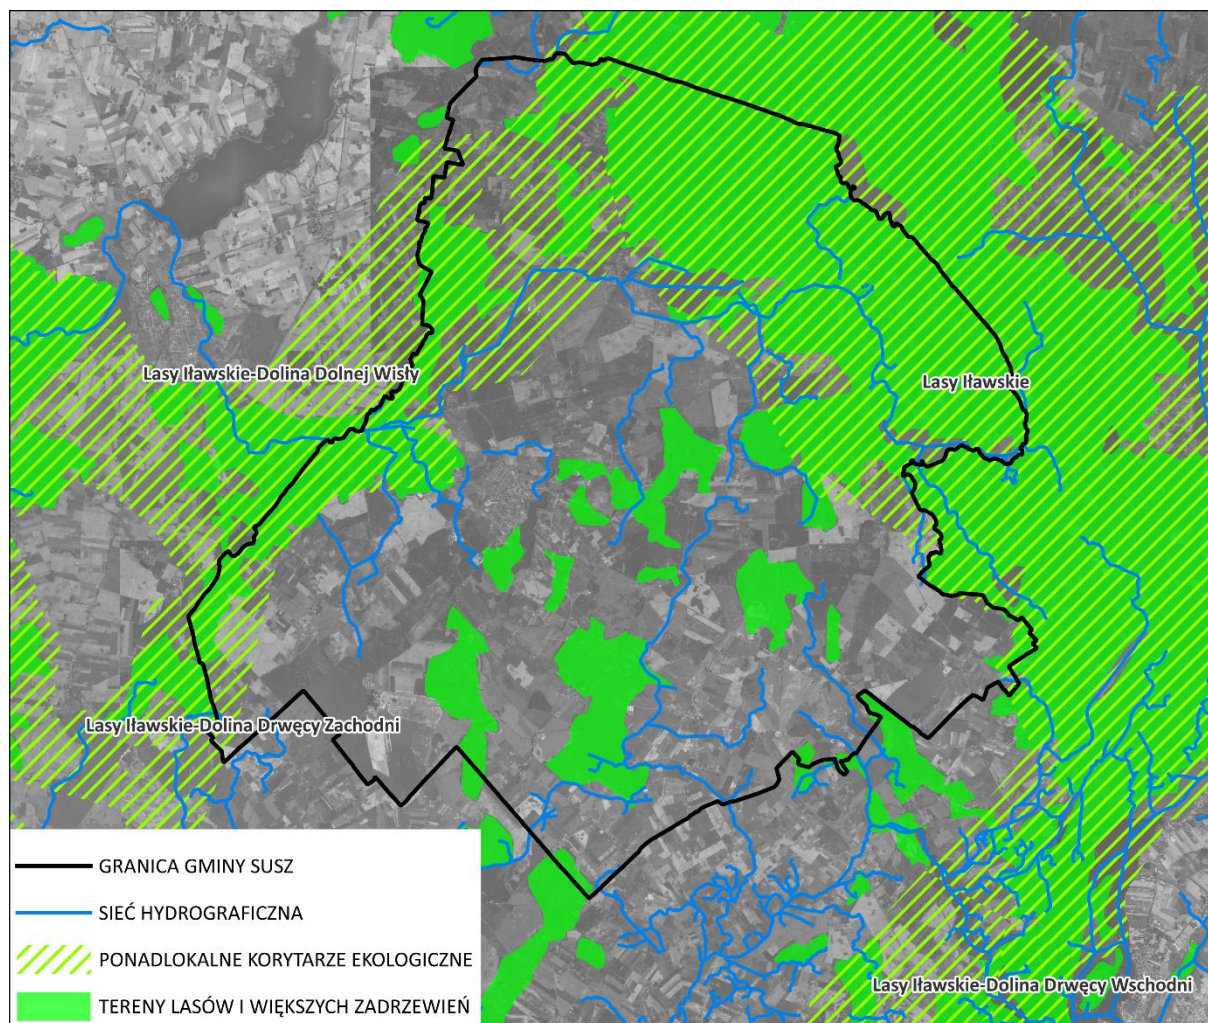 Lasy Iławskie-Dolina Dolnej Wisły
Lasy Iławskie
Lasy Iławskie-Dolina Drwęcy Zachodni
GRANICA GMINY SUSZ
SIEĆ HYDROGRAFICZNA
PONADLOKALNE KORYTARZE EKOLOGICZNE
TERENY LASÓW I WIĘKSZYCH ZADRZEWIEŃ
Lasy Iławskie-Dolina Drwęcy Wschodni